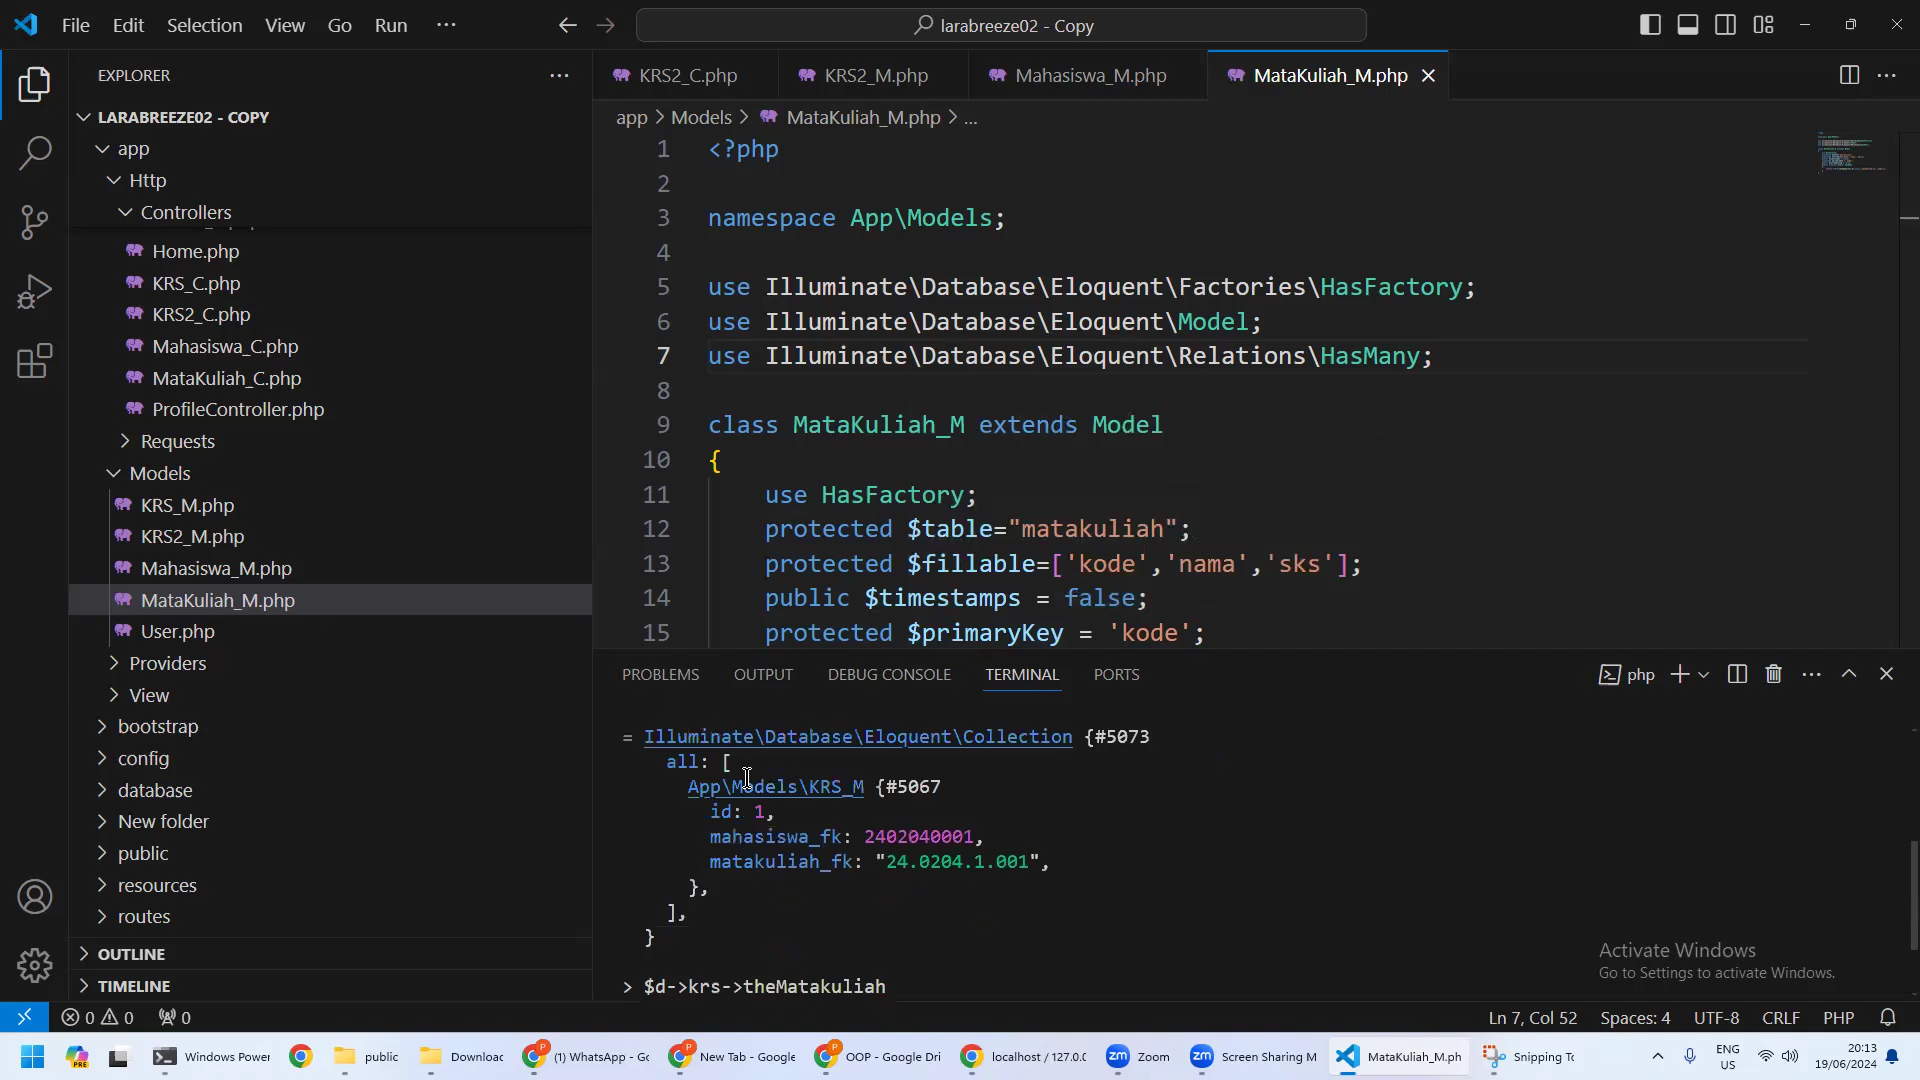 File Edit Selection View Go Run ··· larabreeze02 - Copy
EXPLORER ···
LARABREEZE02 - COPY
app
Http
Controllers
Home.php
KRS_C.php
KRS2_C.php
Mahasiswa_C.php
MataKuliah_C.php
ProfileController.php
Requests
Models
KRS_M.php
KRS2_M.php
Mahasiswa_M.php
MataKuliah_M.php
User.php
Providers
View
bootstrap
config
database
New folder
public
resources
routes
OUTLINE
TIMELINE
KRS2_C.php KRS2_M.php Mahasiswa_M.php MataKuliah_M.php
app > Models > MataKuliah_M.php > ...
1 <?php
2
3 namespace App\Models;
4
5 use Illuminate\Database\Eloquent\Factories\HasFactory;
6 use Illuminate\Database\Eloquent\Model;
7 use Illuminate\Database\Eloquent\Relations\HasMany;
8
9 class MataKuliah_M extends Model
10 {
11 use HasFactory;
12 protected $table="matakuliah";
13 protected $fillable=['kode','nama','sks'];
14 public $timestamps = false;
15 protected $primaryKey = 'kode';
PROBLEMS OUTPUT DEBUG CONSOLE TERMINAL PORTS php
= Illuminate\Database\Eloquent\Collection {#5073
all: [
App\Models\KRS_M {#5067
id: 1,
mahasiswa_fk: 2402040001,
matakuliah_fk: "24.0204.1.001",
},
],
}
> $d->krs->theMatakuliah
Activate Windows
Go to Settings to activate Windows.
0 0 0 Ln 7, Col 52 Spaces: 4 UTF-8 CRLF PHP
PRE Windows Power public Downloac (1) WhatsApp - Gc New Tab - Google OOP - Google Dri localhost / 127.0.0 zm Zoom zm Screen Sharing M MataKuliah_M.ph Snipping Tc ENG US 20:13 19/06/2024